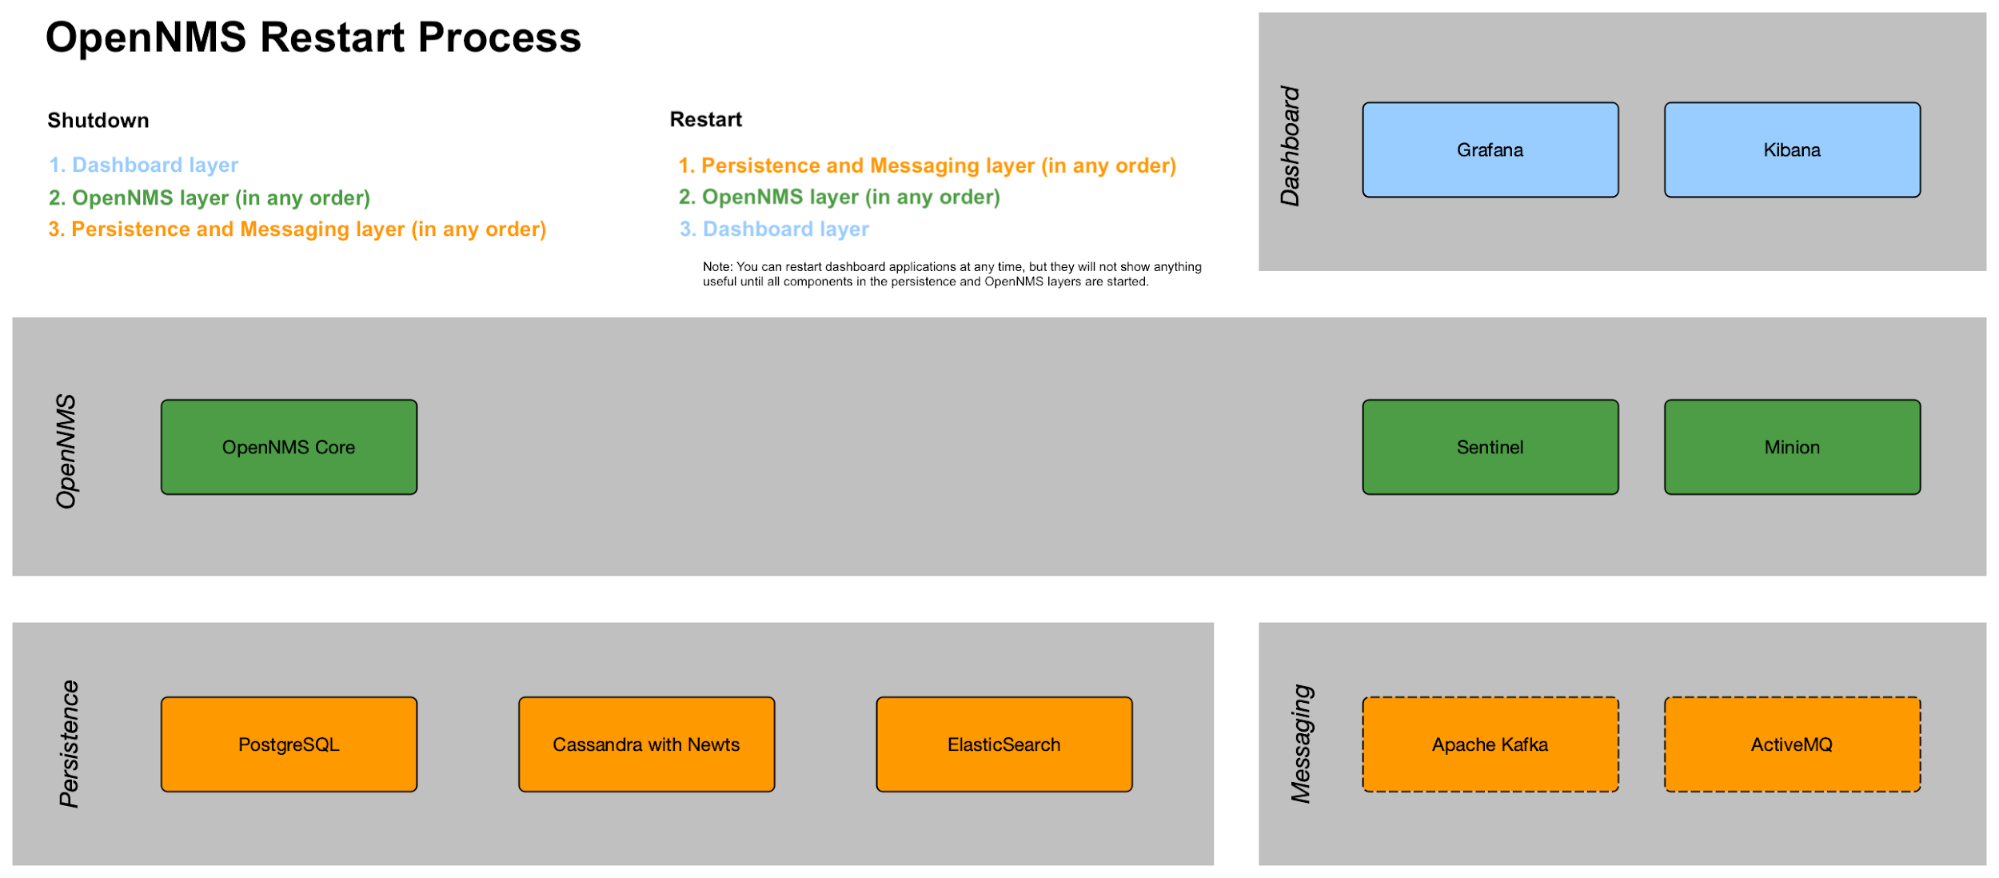 OpenNMS Restart Process
Shutdown
1. Dashboard layer
2. OpenNMS layer (in any order)
3. Persistence and Messaging layer (in any order)
Restart
1. Persistence and Messaging layer (in any order)
2. OpenNMS layer (in any order)
3. Dashboard layer
Note: You can restart dashboard applications at any time, but they will not show anything
useful until all components in the persistence and OpenNMS layers are started.
Dashboard
Grafana
Kibana
OpenNMS
OpenNMS Core
Sentinel
Minion
Persistence
PostgreSQL
Cassandra with Newts
ElasticSearch
Messaging
Apache Kafka
ActiveMQ